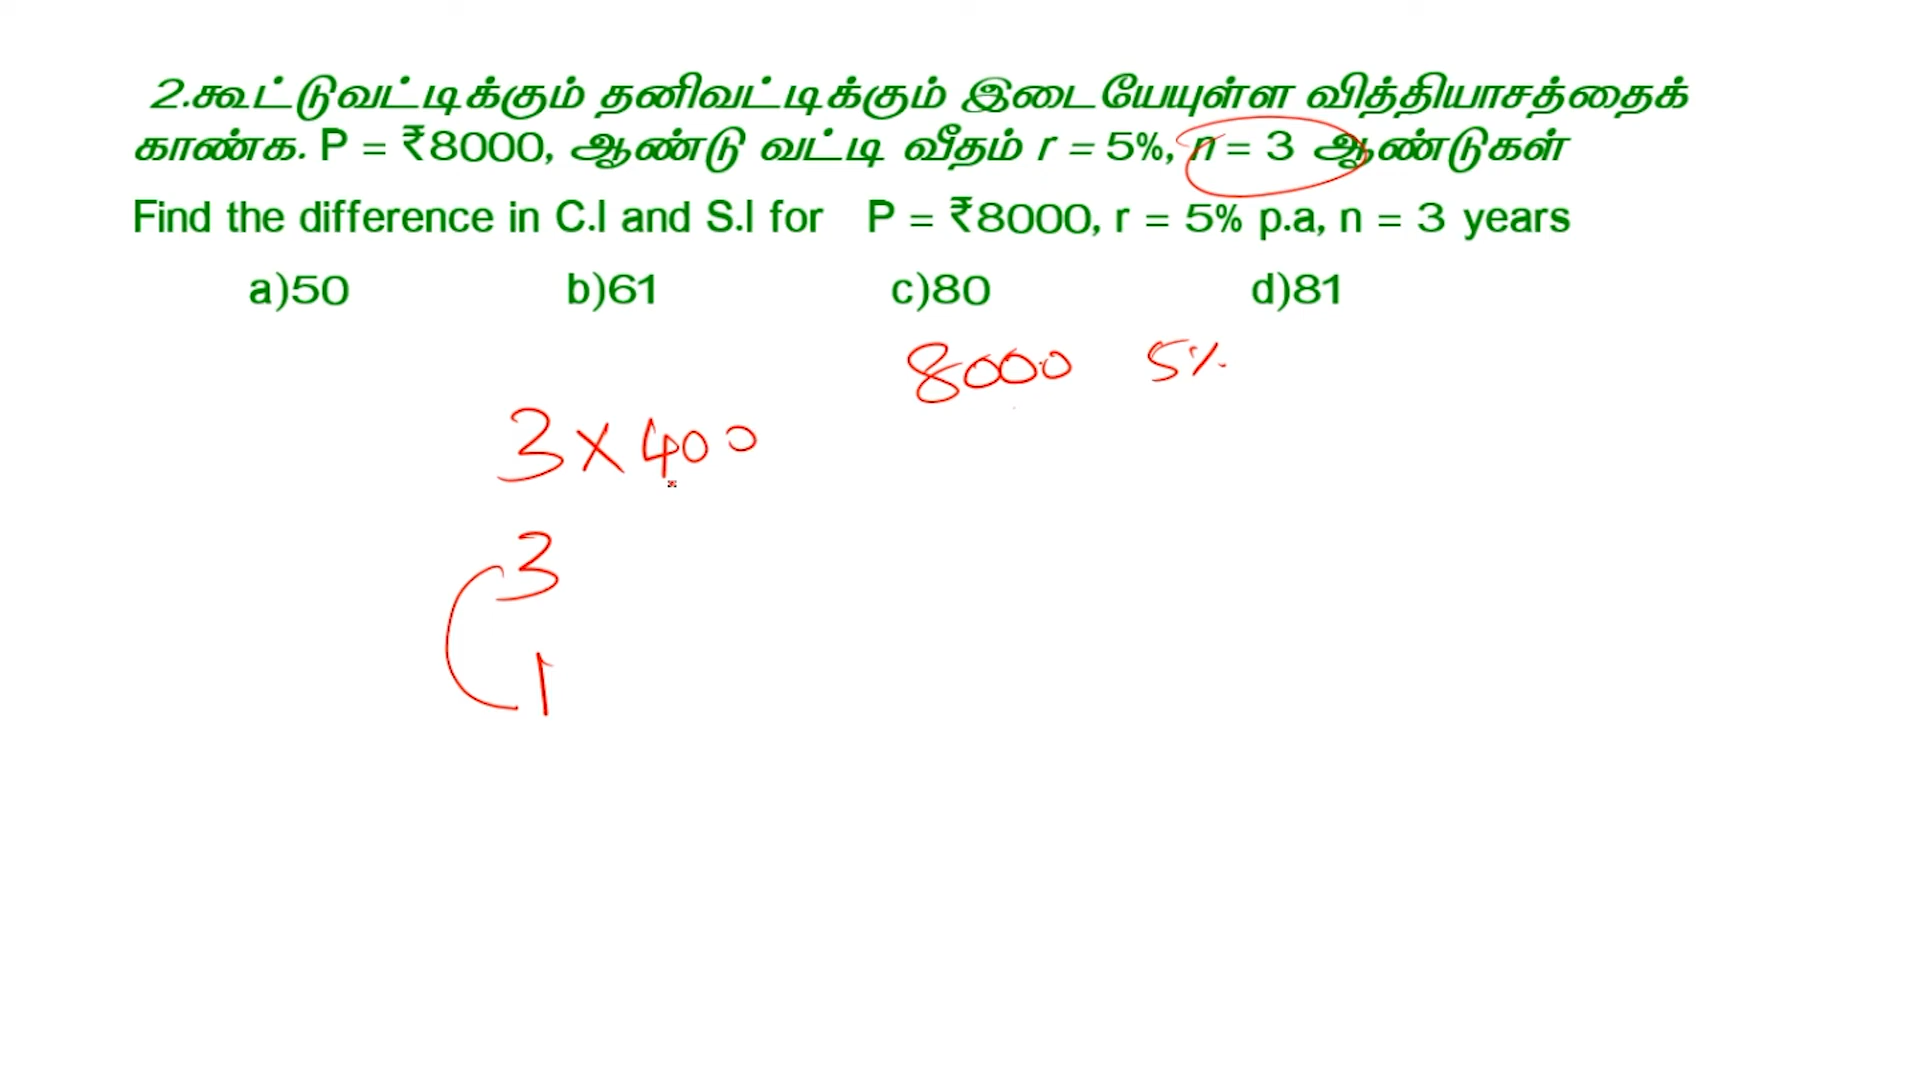 2.கூட்டுவட்டிக்கும் தனிவட்டிக்கும் இடையேயுள்ள வித்தியாசத்தைக்
காண்க. P = ₹8000, ஆண்டு வட்டி வீதம் r = 5%, n = 3 ஆண்டுகள்
Find the difference in C.I and S.I for P = ₹8000, r = 5% p.a, n = 3 years
a)50 b)61 c)80 d)81
8000 5%
3 × 400
3
1